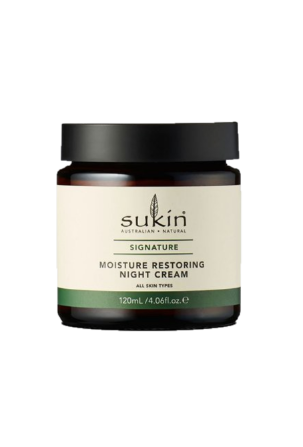 sukin
AUSTRALIAN • NATURAL
SIGNATURE
MOISTURE RESTORING
NIGHT CREAM
ALL SKIN TYPES
120mL/4.06fl.oz.℮